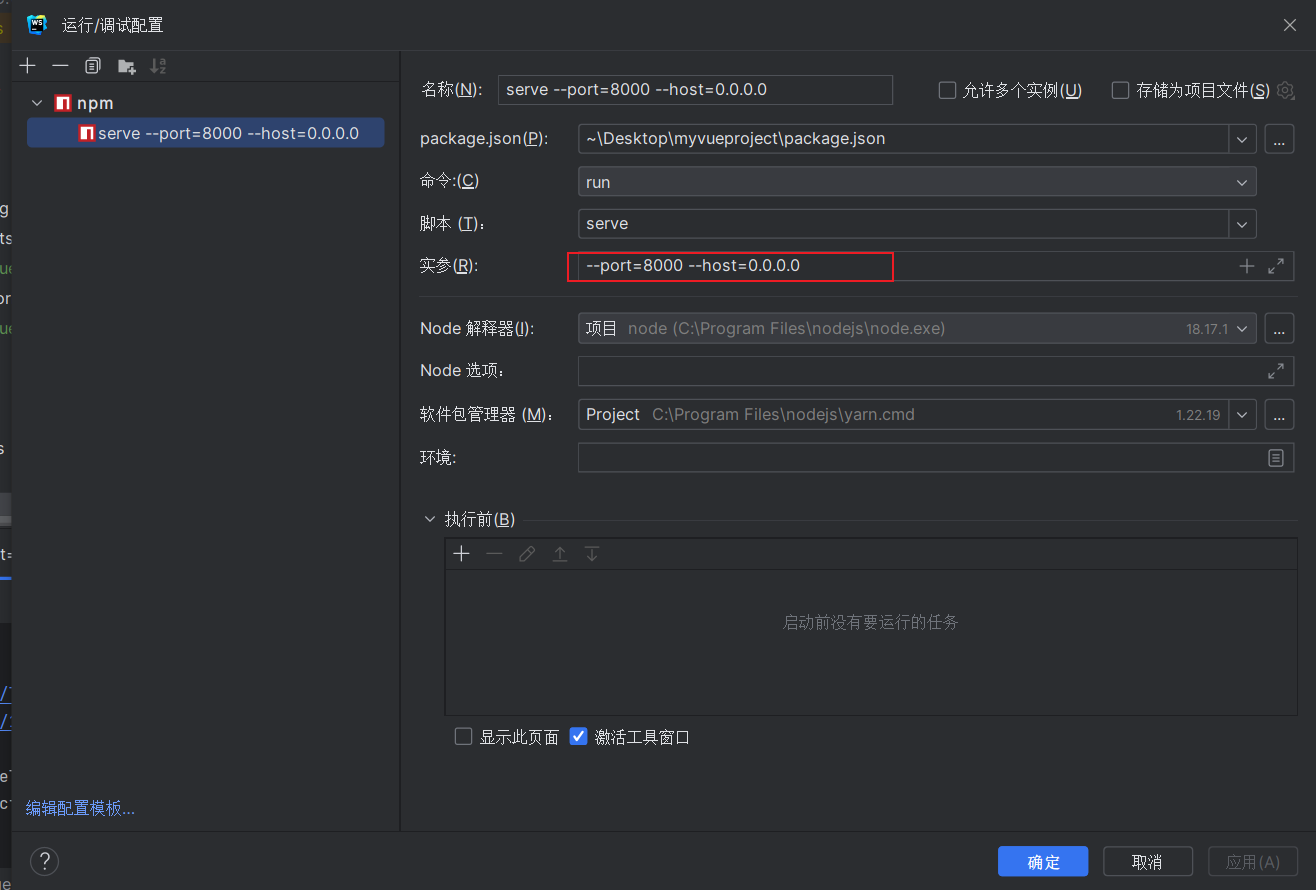 运行/调试配置
npm
serve --port=8000 --host=0.0.0.0
编辑配置模板...
名称(N): serve --port=8000 --host=0.0.0.0 允许多个实例(U) 存储为项目文件(S)
package.json(P): ~\Desktop\myvueproject\package.json ...
命令:(C) run
脚本 (T): serve
实参(R): --port=8000 --host=0.0.0.0
Node 解释器(I): 项目 node (C:\Program Files\nodejs\node.exe) 18.17.1 ...
Node 选项:
软件包管理器 (M): Project C:\Program Files\nodejs\yarn.cmd 1.22.19 ...
环境:
执行前(B)
启动前没有要运行的任务
显示此页面 激活工具窗口
? 确定 取消 应用(A)